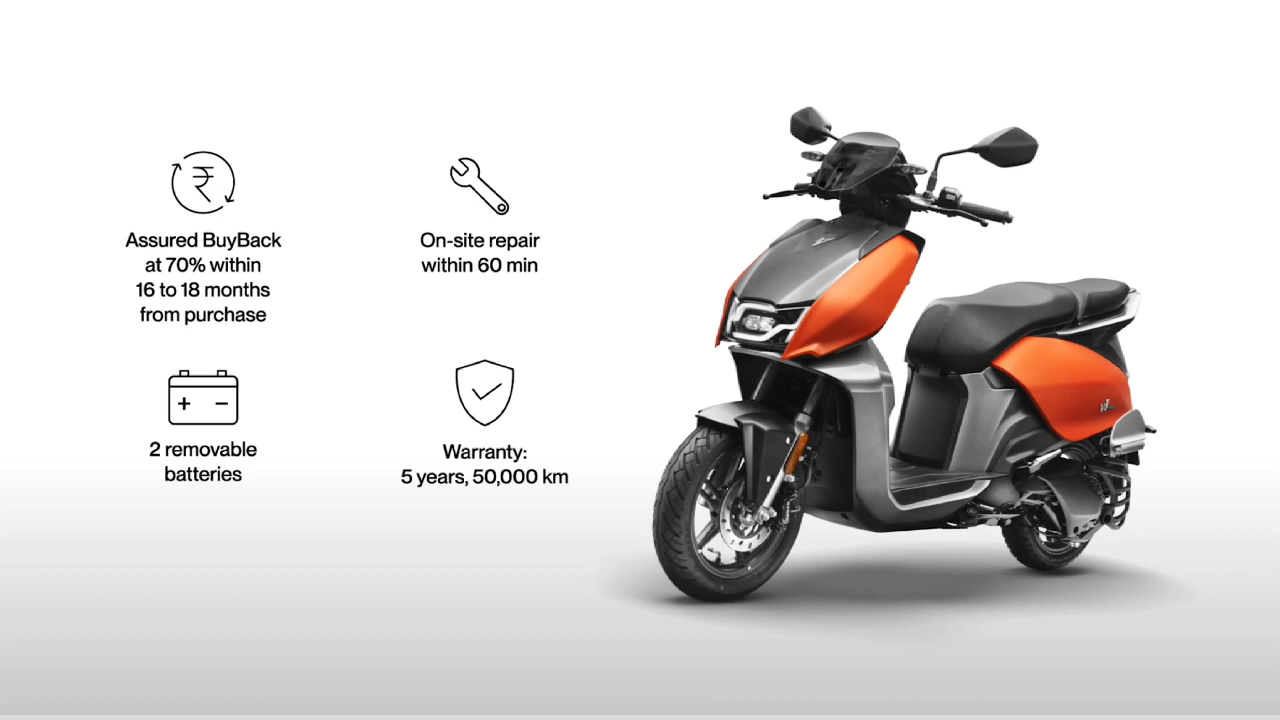 Assured BuyBack
at 70% within
16 to 18 months
from purchase
On-site repair
within 60 min
2 removable
batteries
Warranty:
5 years, 50,000 km